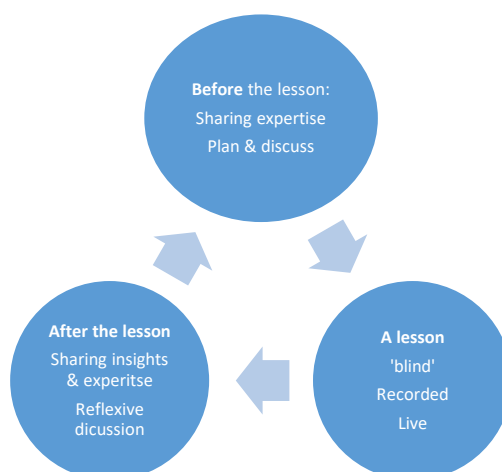 Before the lesson:
Sharing expertise
Plan & discuss
A lesson
'blind'
Recorded
Live
After the lesson
Sharing insights
& experitse
Reflexive
dicussion